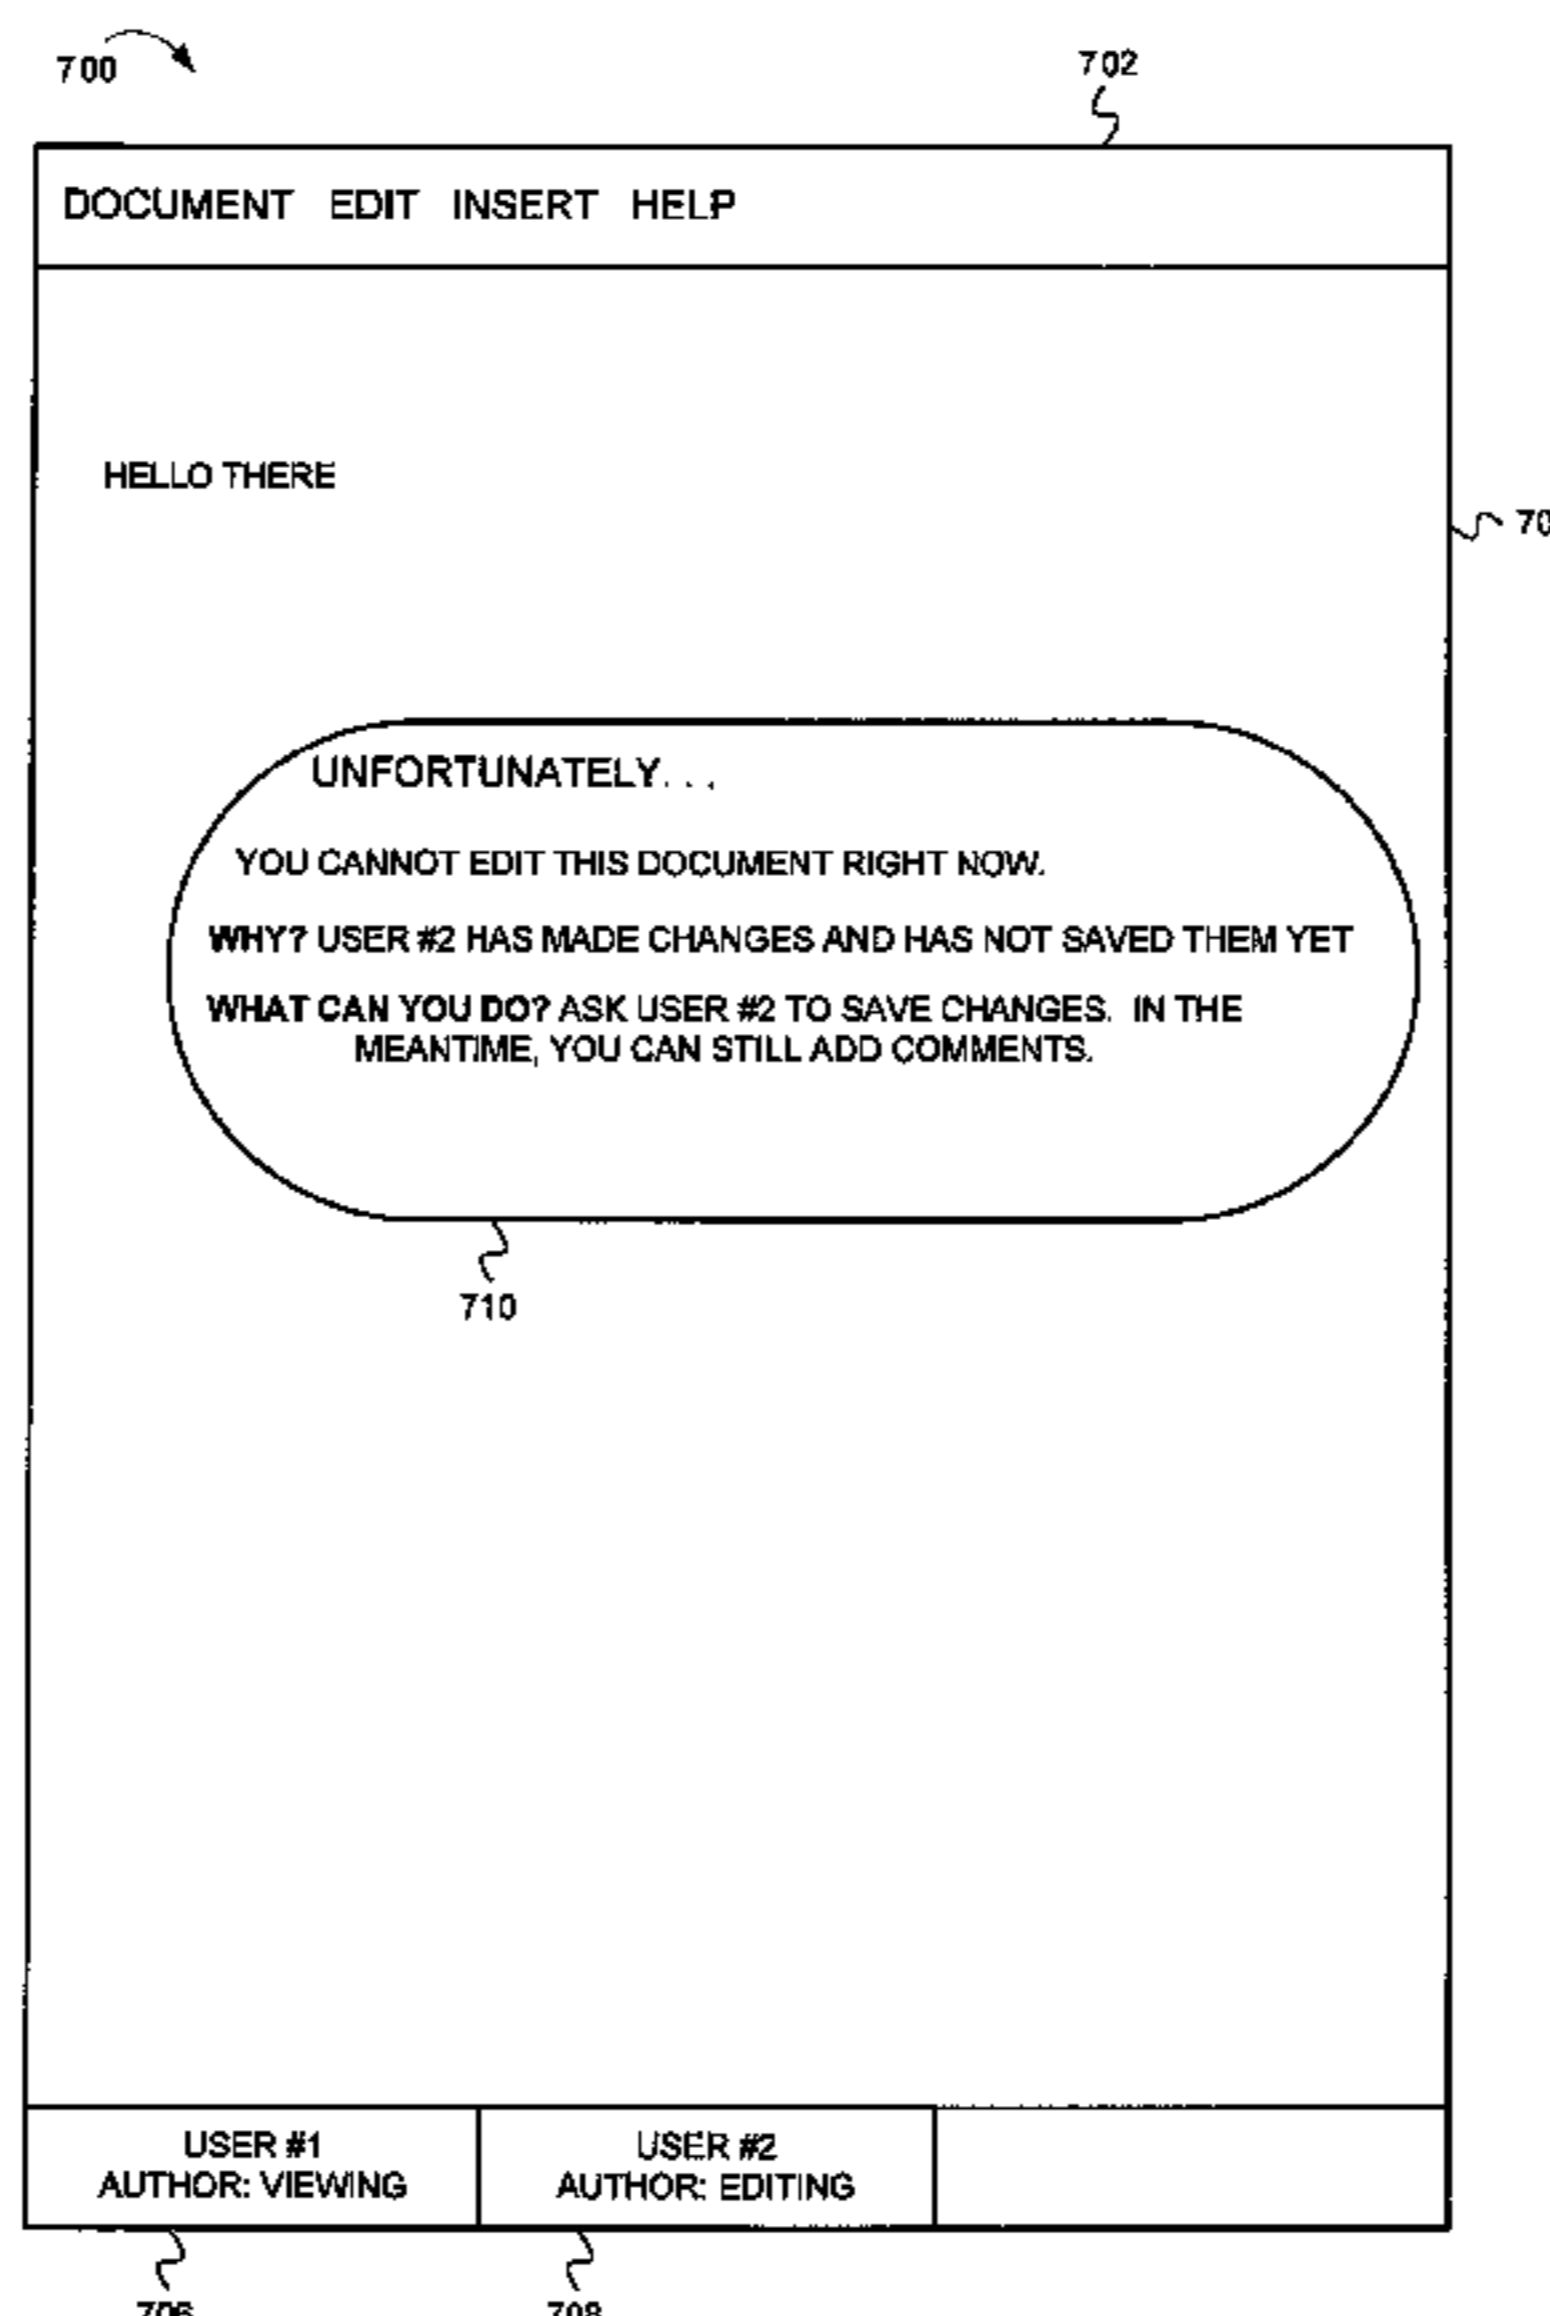 700
702
DOCUMENT EDIT INSERT HELP
HELLO THERE
70
UNFORTUNATELY. . .
YOU CANNOT EDIT THIS DOCUMENT RIGHT NOW.
WHY? USER #2 HAS MADE CHANGES AND HAS NOT SAVED THEM YET
WHAT CAN YOU DO? ASK USER #2 TO SAVE CHANGES. IN THE
MEANTIME, YOU CAN STILL ADD COMMENTS.
710
USER #1 USER #2
AUTHOR: VIEWING AUTHOR: EDITING
706 708